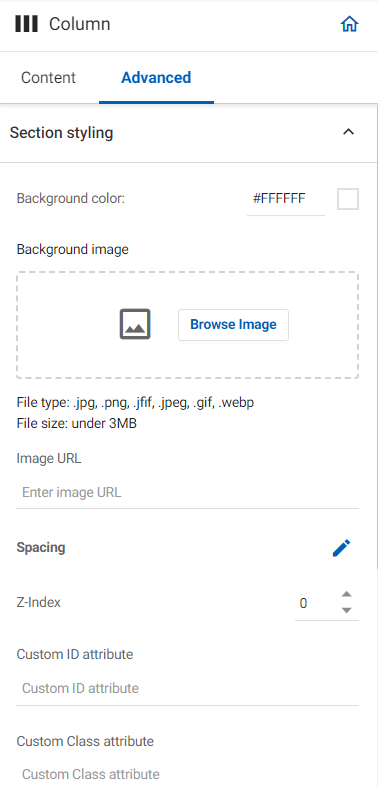 Column
Content Advanced
Section styling
Background color: #FFFFFF
Background image
Browse Image
File type: .jpg, .png, .jfif, .jpeg, .gif, .webp
File size: under 3MB
Image URL
Enter image URL
Spacing
Z-Index 0
Custom ID attribute
Custom ID attribute
Custom Class attribute
Custom Class attribute